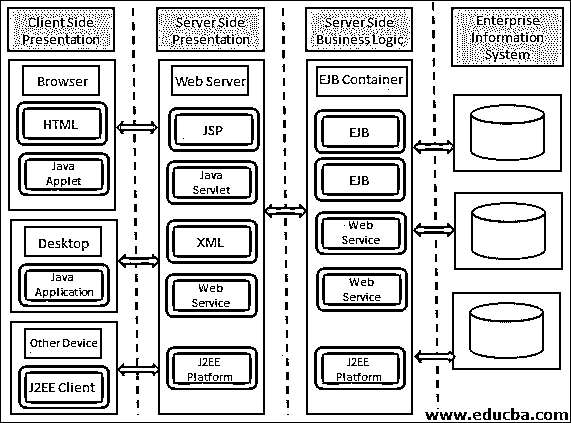 Client Side
Presentation
Server Side
Presentation
Server Side
Business Logic
Enterprise
Information
System
Browser
HTML
Java
Applet
Desktop
Java
Application
Other Device
J2EE Client
Web Server
JSP
Java
Servlet
XML
Web
Service
J2EE
Platform
EJB Container
EJB
EJB
Web
Service
Web
Service
J2EE
Platform
www.educba.com